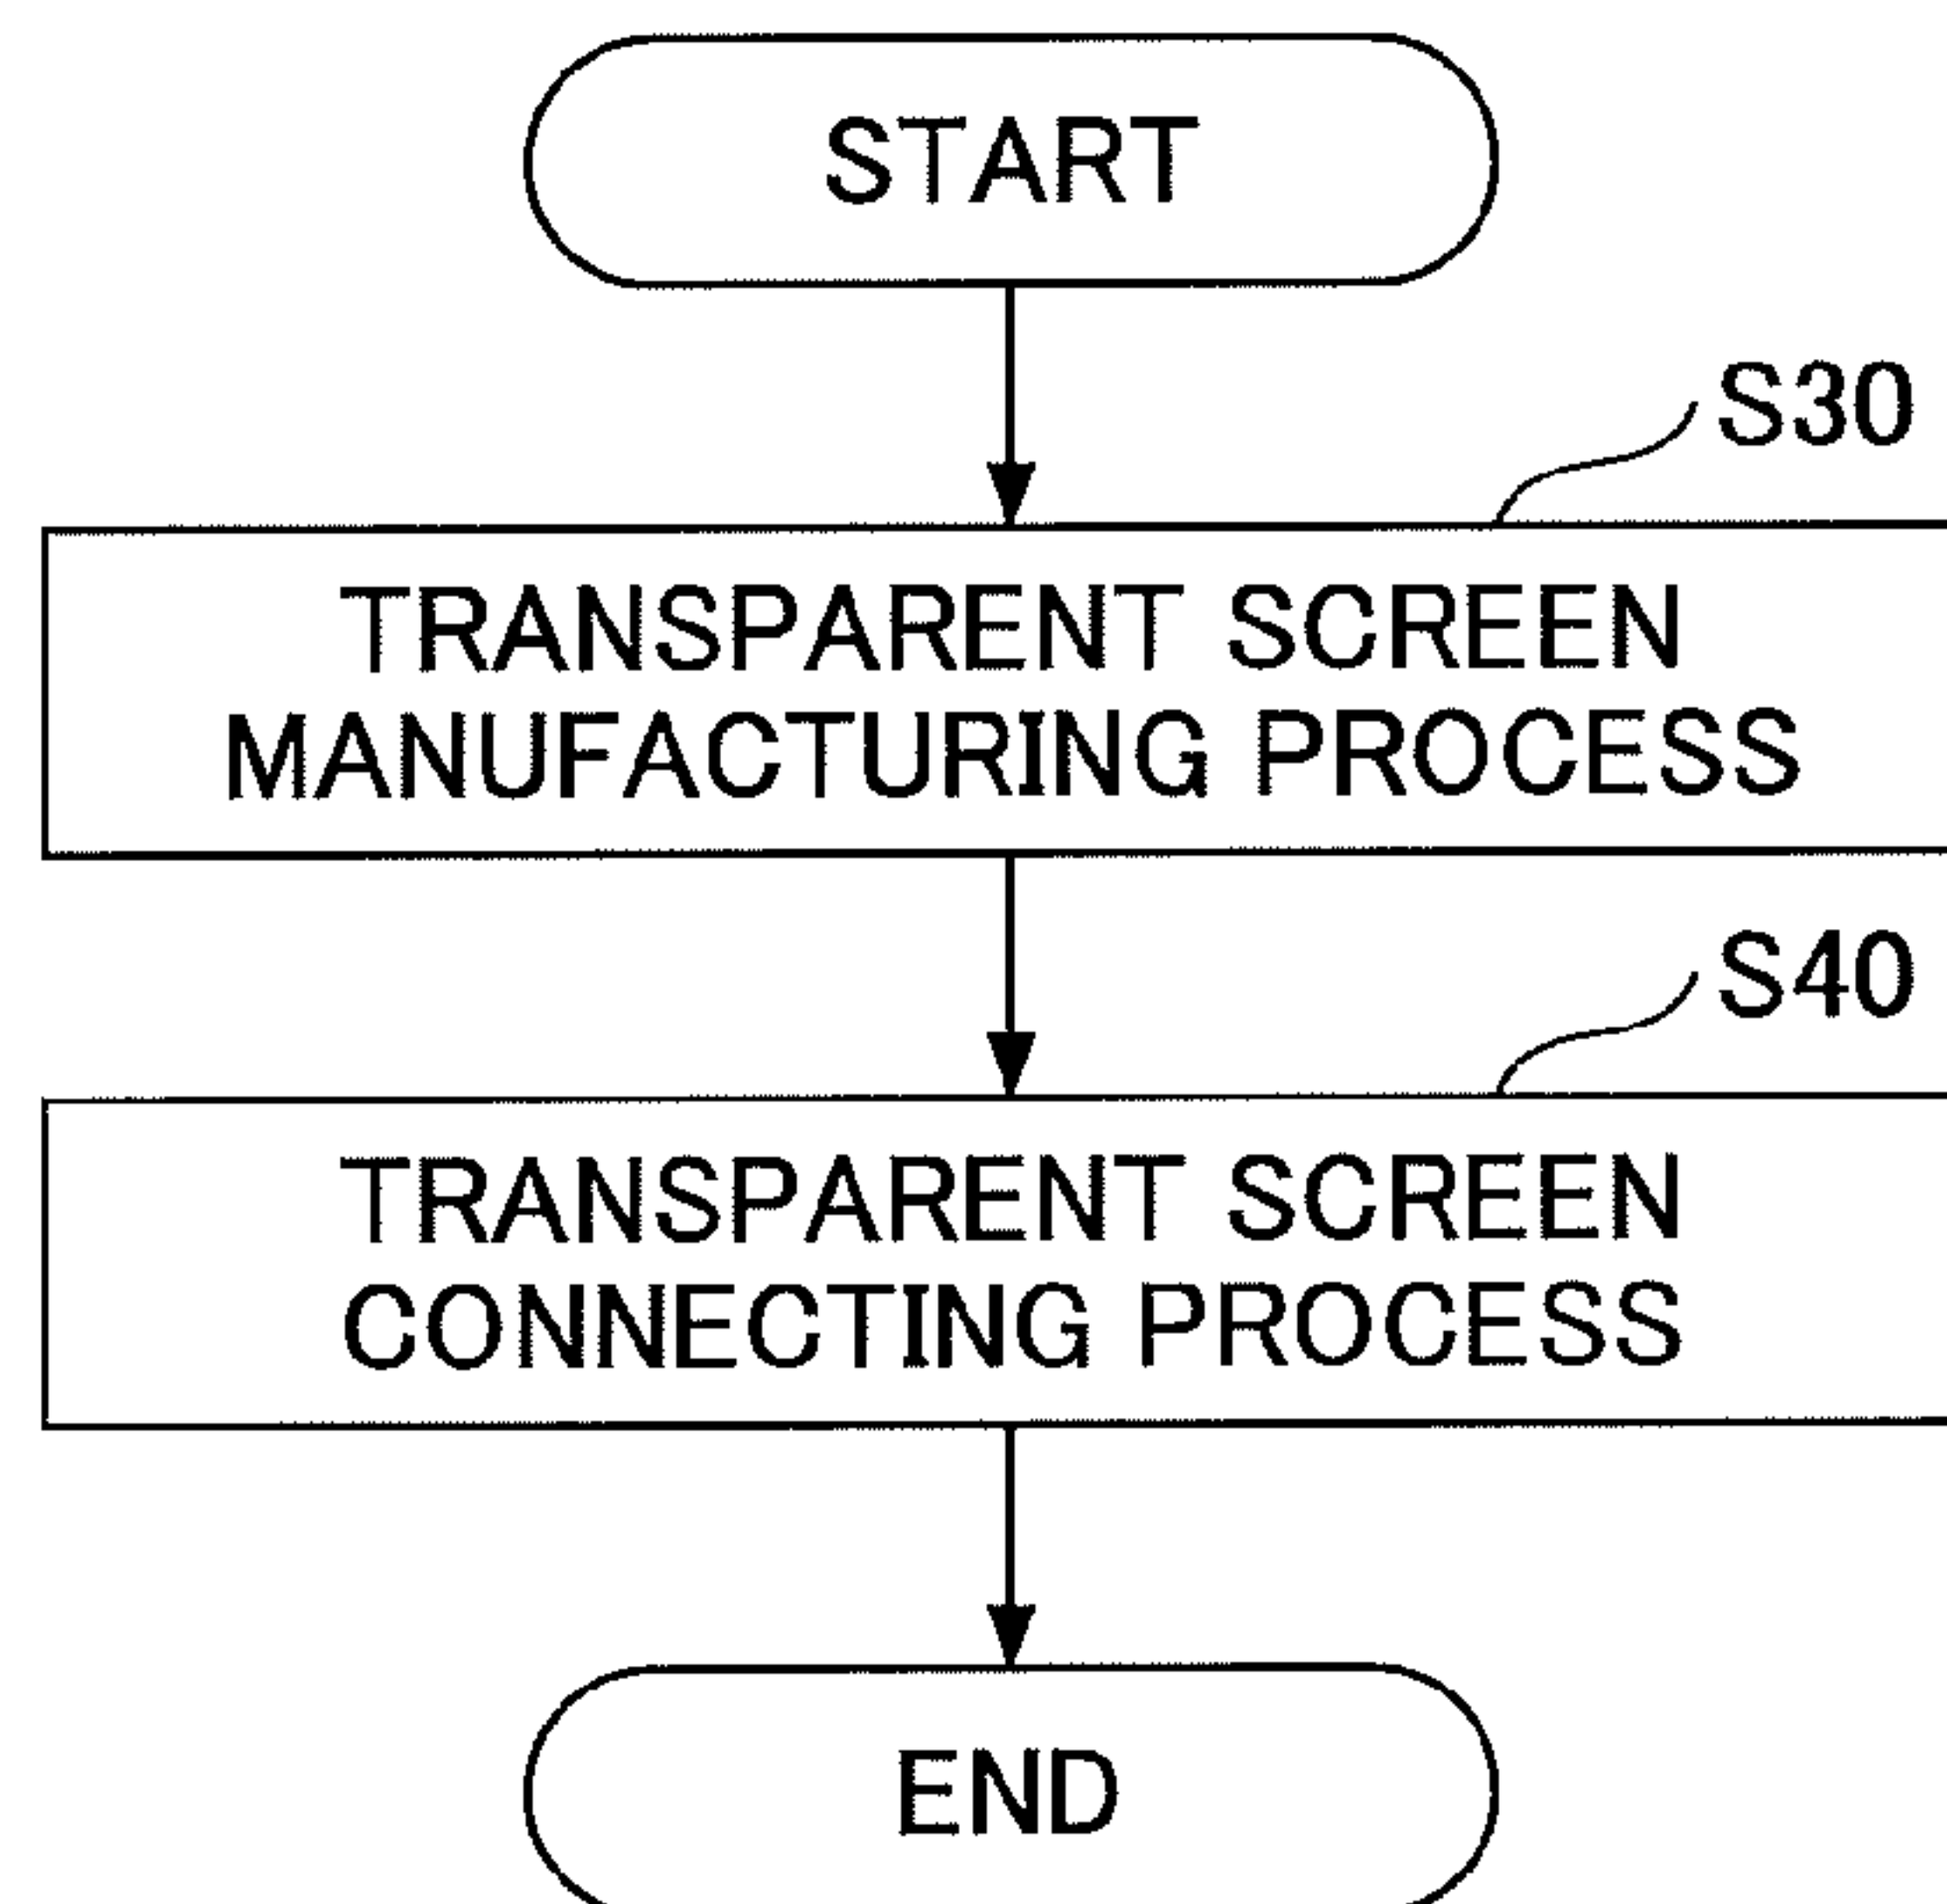 START
S30
TRANSPARENT SCREEN
MANUFACTURING PROCESS
S40
TRANSPARENT SCREEN
CONNECTING PROCESS
END